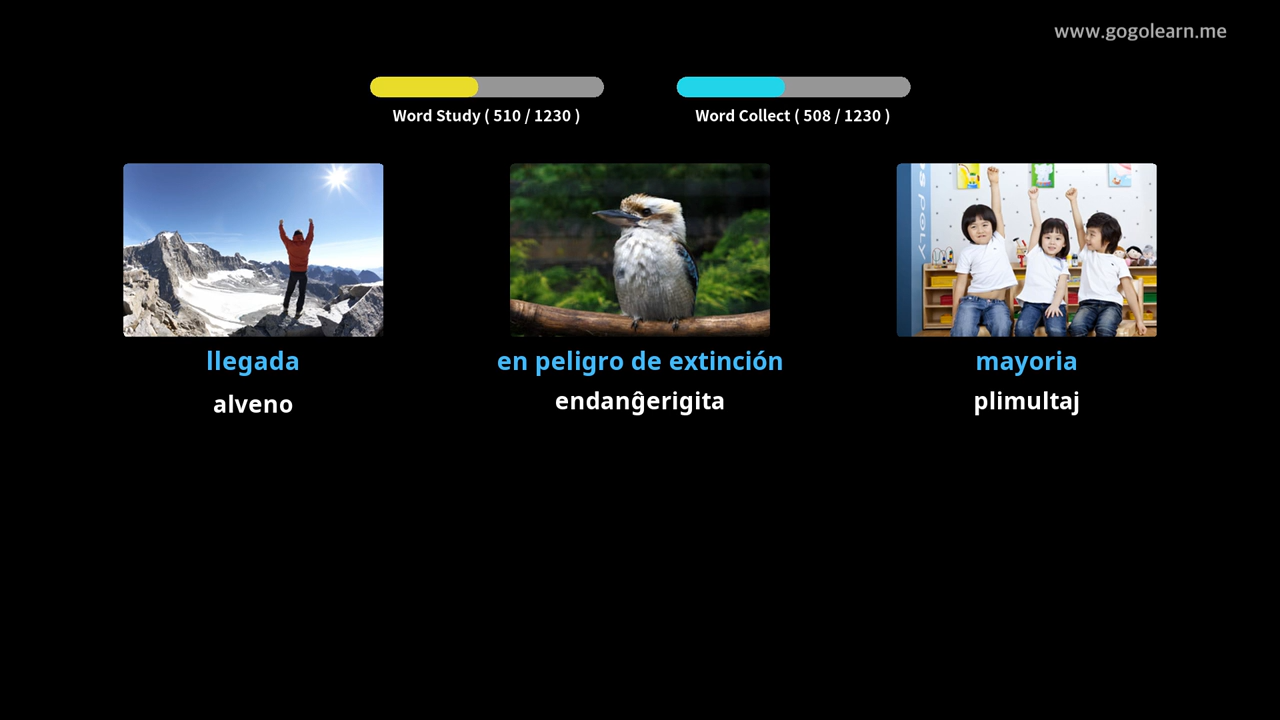 www.gogolearn.me
Word Study ( 510 / 1230 )
Word Collect ( 508 / 1230 )
llegada
en peligro de extinción
mayoria
alveno
endanĝerigita
plimultaj